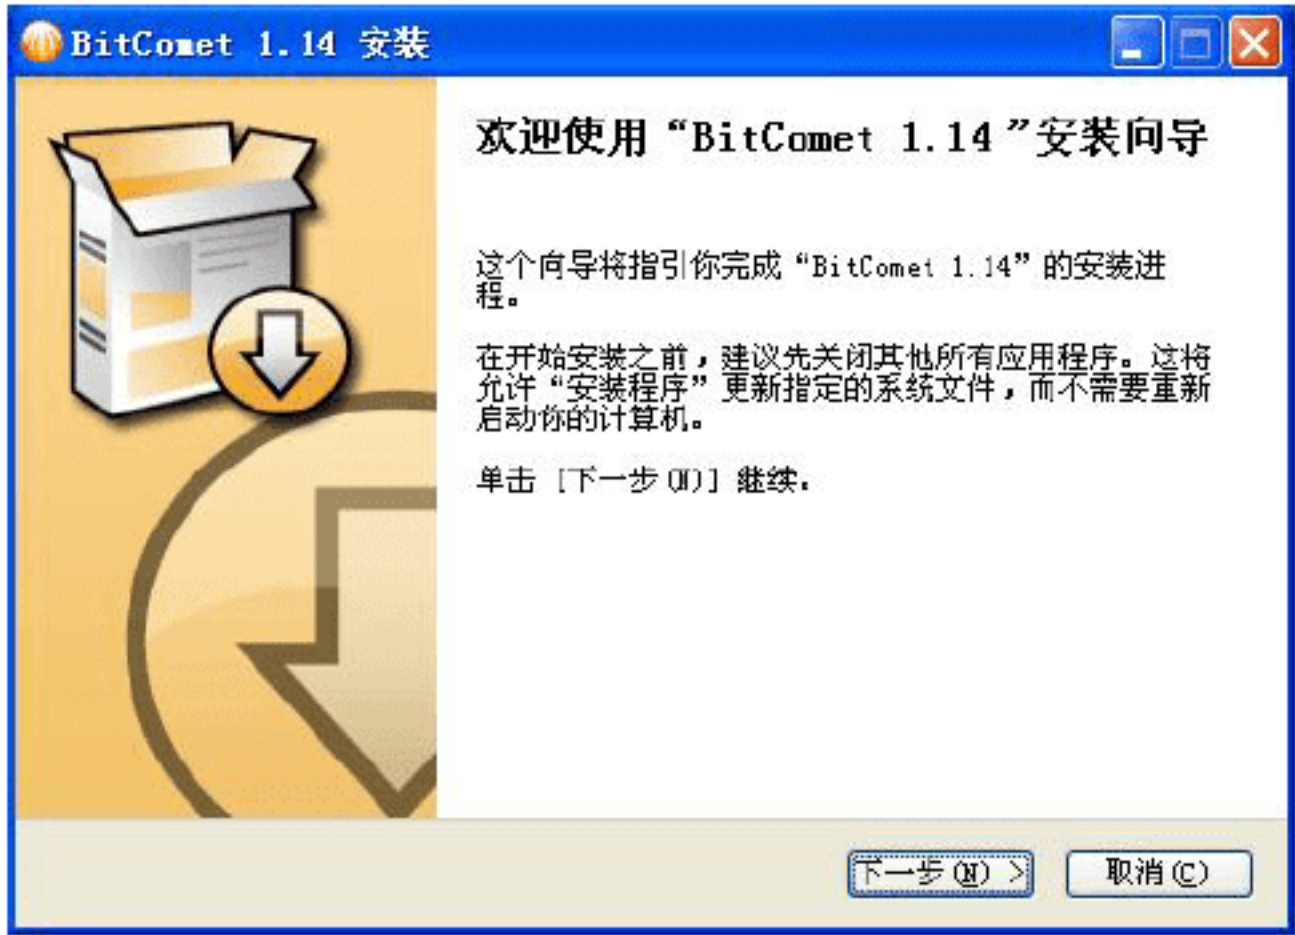 BitComet 1.14 安装
欢迎使用“BitComet 1.14”安装向导
这个向导将指引你完成“BitComet 1.14”的安装进
程。
在开始安装之前，建议先关闭其他所有应用程序。这将
允许“安装程序”更新指定的系统文件，而不需要重新
启动你的计算机。
单击 [下一步(N)] 继续。
下一步(N) >
取消(C)